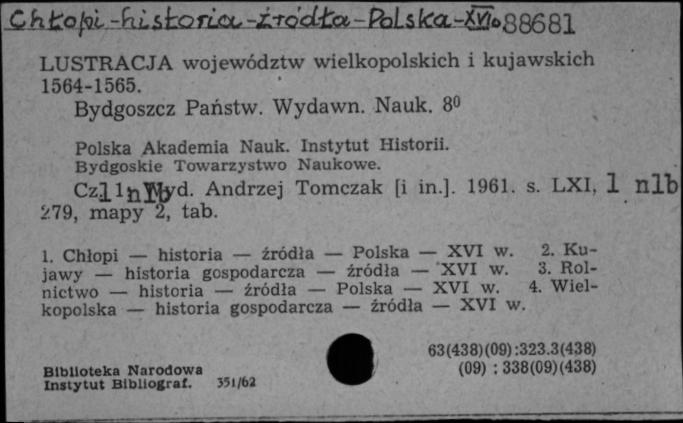 Chłopi-historia-źródła-Polska-XVIw 88681
LUSTRACJA województw wielkopolskich i kujawskich
1564-1565.
Bydgoszcz Państw. Wydawn. Nauk. 8⁰
Polska Akademia Nauk. Instytut Historii.
Bydgoskie Towarzystwo Naukowe.
Cz. 1. Wyd. Andrzej Tomczak [i in.]. 1961. s. LXI, 1 nlb
279, mapy 2, tab.
1. Chłopi — historia — źródła — Polska — XVI w. 2. Ku-
jawy — historia gospodarcza — źródła — XVI w. 3. Rol-
nictwo — historia — źródła — Polska — XVI w. 4. Wiel-
kopolska — historia gospodarcza — źródła — XVI w.
63(438)(09):323.3(438)
Biblioteka Narodowa (09) : 338(09)(438)
Instytut Bibliograf. 351/62